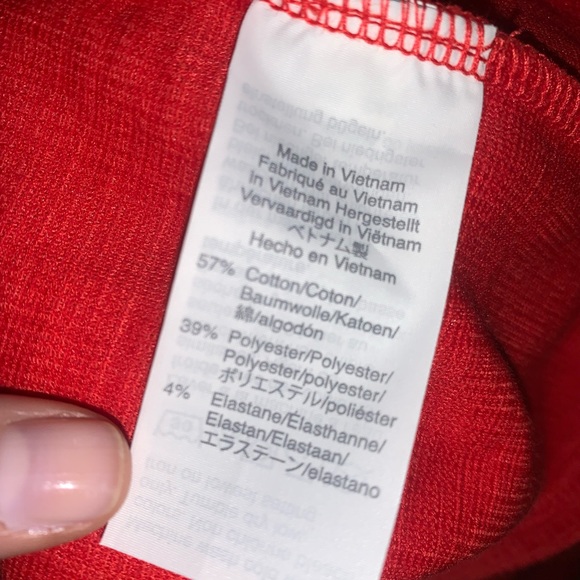 Made in Vietnam
Fabriqué au Vietnam
In Vietnam Hergestellt
Vervaardigd in Viëtnam
ベトナム製
Hecho en Vietnam
57% Cotton/Coton/
Baumwolle/Katoen/
綿/algodón
39% Polyester/Polyester/
Polyester/polyester/
ポリエステル/poliéster
4% Elastane/Élasthanne/
Elastan/Elastaan/
エラステーン/elastano